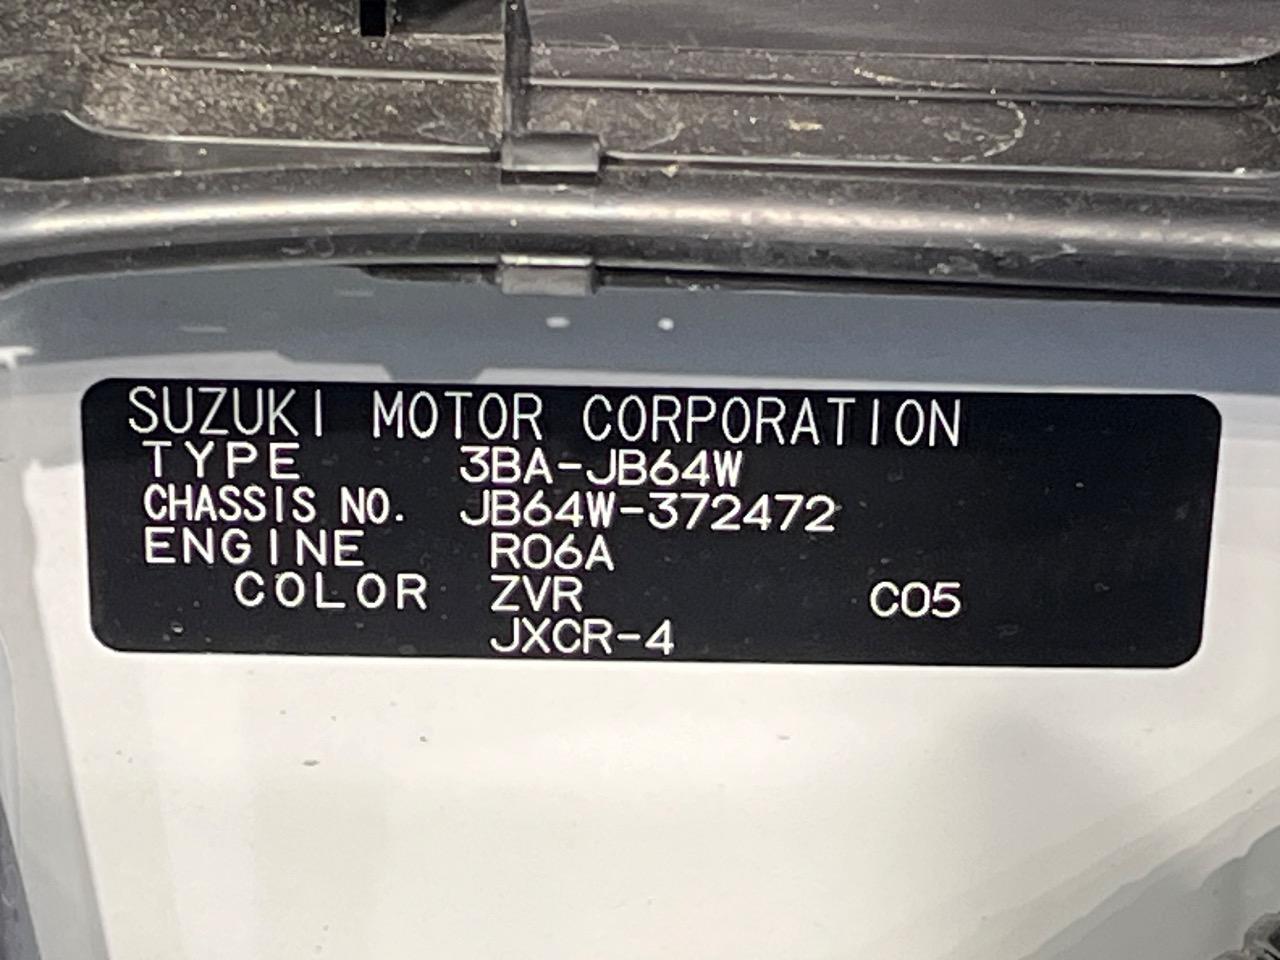 SUZUKI MOTOR CORPORATION
TYPE 3BA-JB64W
CHASSIS NO. JB64W-372472
ENGINE R06A
COLOR ZVR C05
JXCR-4